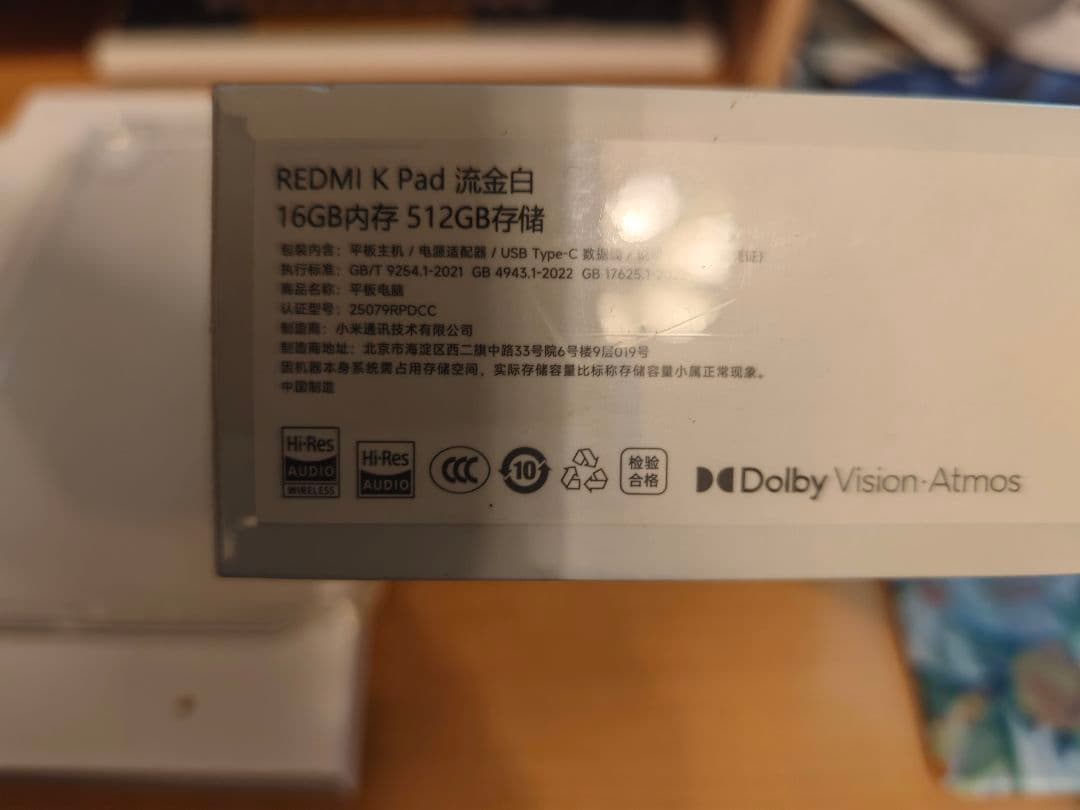 REDMI K Pad 流金白
16GB内存 512GB存储
包装内含：平板主机 / 电源适配器 / USB Type-C 数据
执行标准：GB/T 9254.1-2021 GB 4943.1-2022 GB 17625.1
商品名称：平板电脑
认证型号：25079RPDCC
制造商：小米通讯技术有限公司
制造商地址：北京市海淀区西二旗中路33号院6号楼9层019号
因机器本身系统需占用存储空间，实际存储容量比标称存储容量小属正常现象。
中国制造
Hi-Res
AUDIO
WIRELESS
Hi-Res
AUDIO
CCC
10
检验
合格
Dolby Vision·Atmos